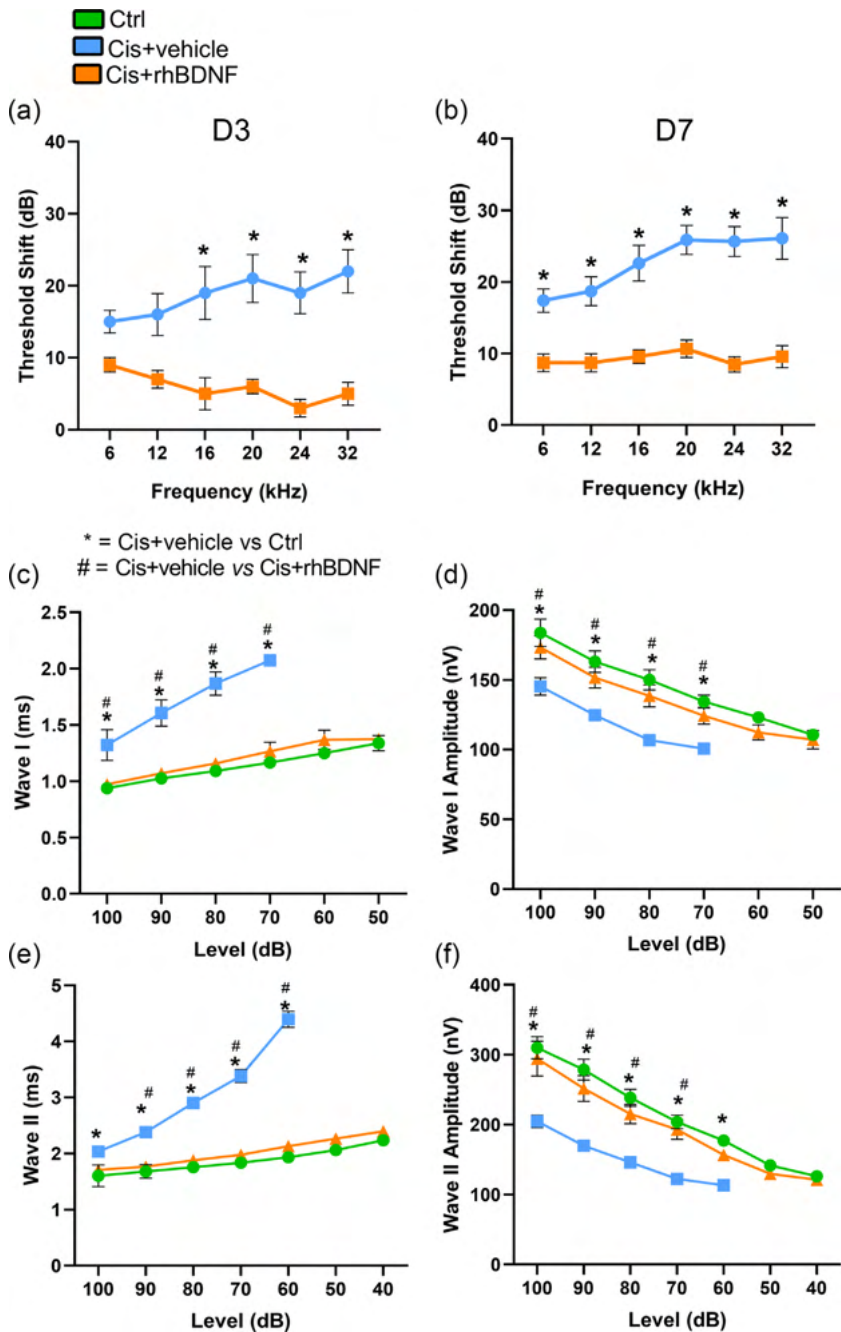 Ctrl
Cis+vehicle
Cis+rhBDNF
(a)
D3
Threshold Shift (dB)
40
30
20
10
0
* * * *
6 12 16 20 24 32
Frequency (kHz)
(b)
D7
Threshold Shift (dB)
40
30
20
10
0
* * * * * *
6 12 16 20 24 32
Frequency (kHz)
* = Cis+vehicle vs Ctrl
# = Cis+vehicle vs Cis+rhBDNF
(c)
Wave I (ms)
2.5
2.0
1.5
1.0
0.5
0.0
# # # #
* * * *
100 90 80 70 60 50
Level (dB)
(d)
Wave I Amplitude (nV)
200
150
100
50
0
# # # #
* * * *
100 90 80 70 60 50
Level (dB)
(e)
Wave II (ms)
5
4
3
2
1
0
# # # #
* * * * *
100 90 80 70 60 50 40
Level (dB)
(f)
Wave II Amplitude (nV)
400
300
200
100
0
# # # #
* * * * *
100 90 80 70 60 50 40
Level (dB)